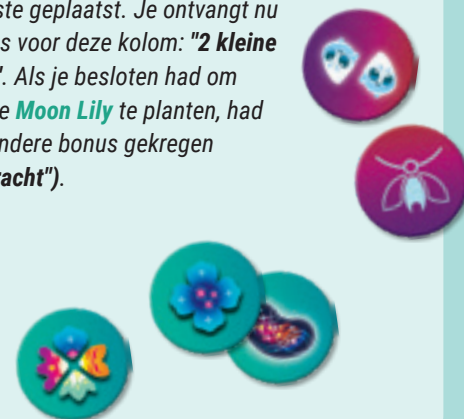 ste geplaatst. Je ontvangt nu
s voor deze kolom: "2 kleine
". Als je besloten had om
e Moon Lily te planten, had
ndere bonus gekregen
acht").